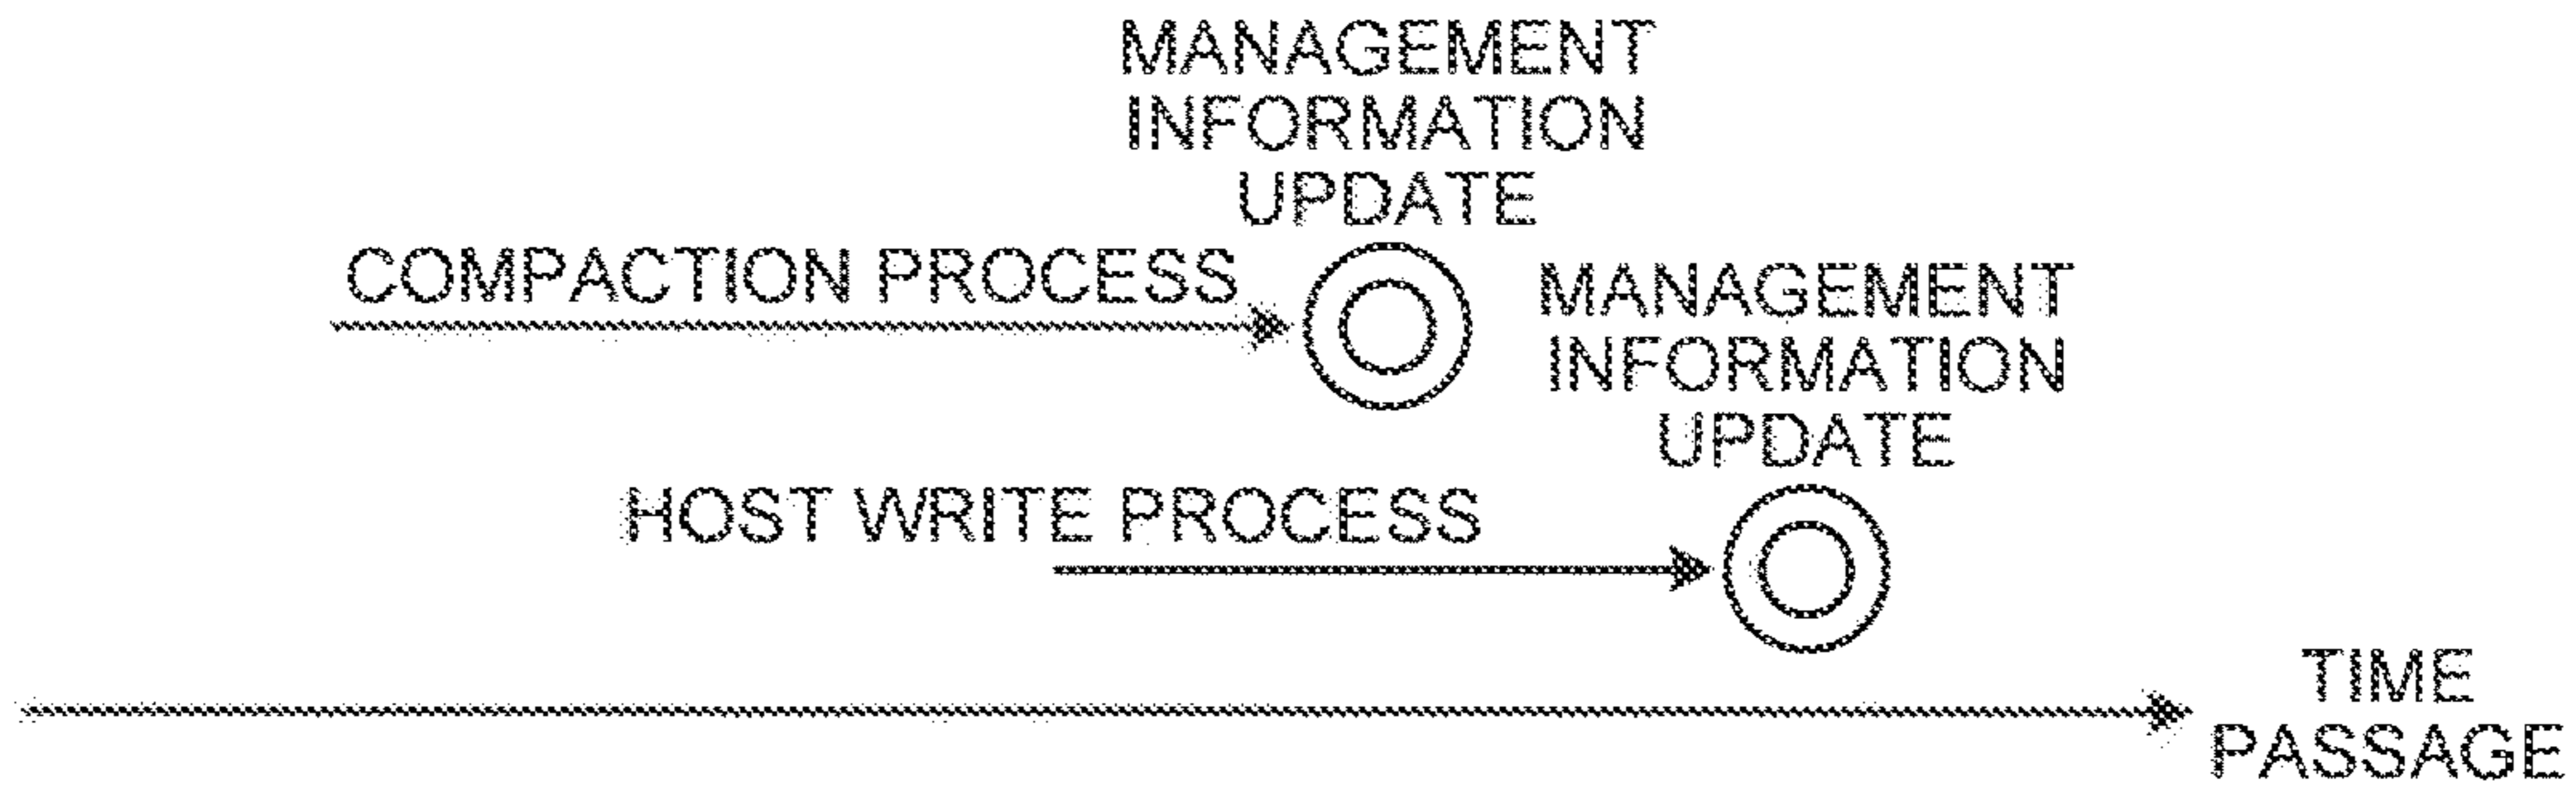 MANAGEMENT
INFORMATION
UPDATE
COMPACTION PROCESS
MANAGEMENT
INFORMATION
UPDATE
HOST WRITE PROCESS
TIME
PASSAGE